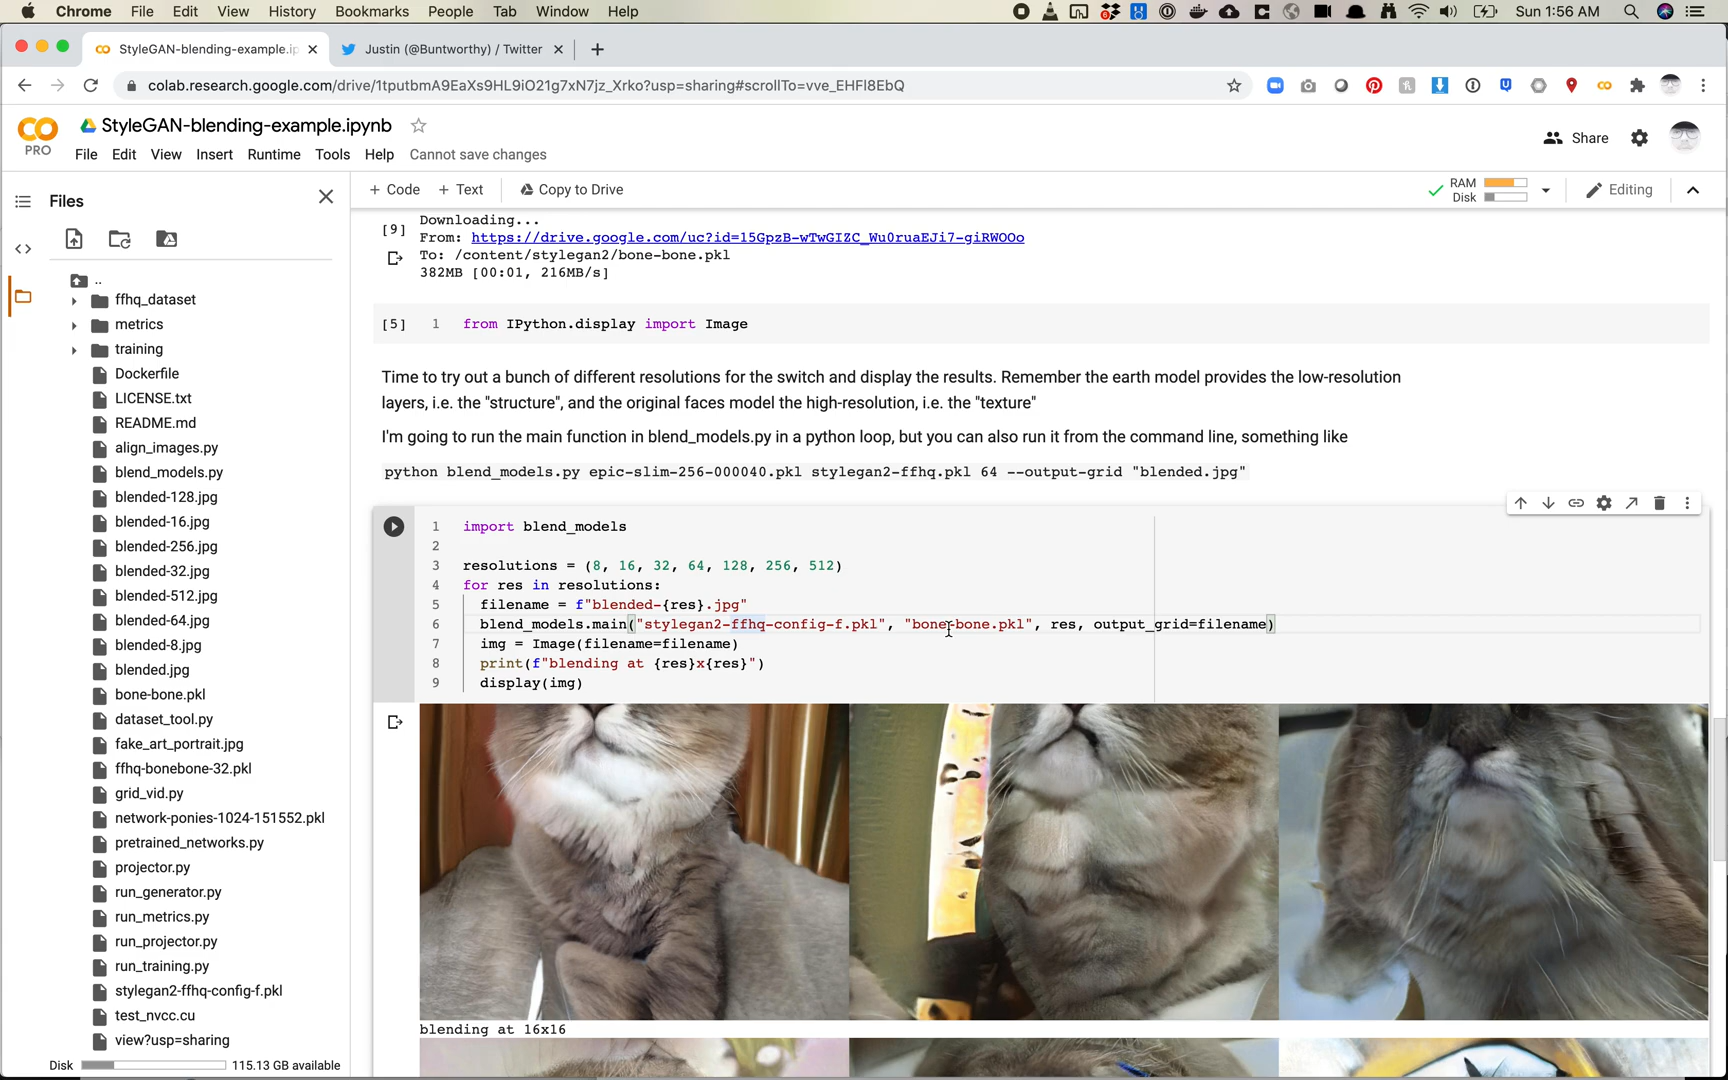 Chrome File Edit View History Bookmarks People Tab Window Help Sun 1:56 AM
StyleGAN-blending-example.ip
Justin (@Buntworthy) / Twitter
colab.research.google.com/drive/1tputbmA9EaXs9HL9iO21g7xN7jz_Xrko?usp=sharing#scrollTo=vve_EHFl8EbQ
StyleGAN-blending-example.ipynb
PRO
File Edit View Insert Runtime Tools Help Cannot save changes
Share
Files
+ Code + Text Copy to Drive
RAM
Disk
Editing
..
ffhq_dataset
metrics
training
Dockerfile
LICENSE.txt
README.md
align_images.py
blend_models.py
blended-128.jpg
blended-16.jpg
blended-256.jpg
blended-32.jpg
blended-512.jpg
blended-64.jpg
blended-8.jpg
blended.jpg
bone-bone.pkl
dataset_tool.py
fake_art_portrait.jpg
ffhq-bonebone-32.pkl
grid_vid.py
network-ponies-1024-151552.pkl
pretrained_networks.py
projector.py
run_generator.py
run_metrics.py
run_projector.py
run_training.py
stylegan2-ffhq-config-f.pkl
test_nvcc.cu
view?usp=sharing
Disk 115.13 GB available
[9] Downloading...
From: https://drive.google.com/uc?id=15GpzB-wTwGIZC_Wu0ruaEJi7-giRWOOo
To: /content/stylegan2/bone-bone.pkl
382MB [00:01, 216MB/s]
[5] 1 from IPython.display import Image
Time to try out a bunch of different resolutions for the switch and display the results. Remember the earth model provides the low-resolution
layers, i.e. the "structure", and the original faces model the high-resolution, i.e. the "texture"
I'm going to run the main function in blend_models.py in a python loop, but you can also run it from the command line, something like
python blend_models.py epic-slim-256-000040.pkl stylegan2-ffhq.pkl 64 --output-grid "blended.jpg"
1 import blend_models
2
3 resolutions = (8, 16, 32, 64, 128, 256, 512)
4 for res in resolutions:
5 filename = f"blended-{res}.jpg"
6 blend_models.main("stylegan2-ffhq-config-f.pkl", "bone-bone.pkl", res, output_grid=filename)
7 img = Image(filename=filename)
8 print(f"blending at {res}x{res}")
9 display(img)
blending at 16x16